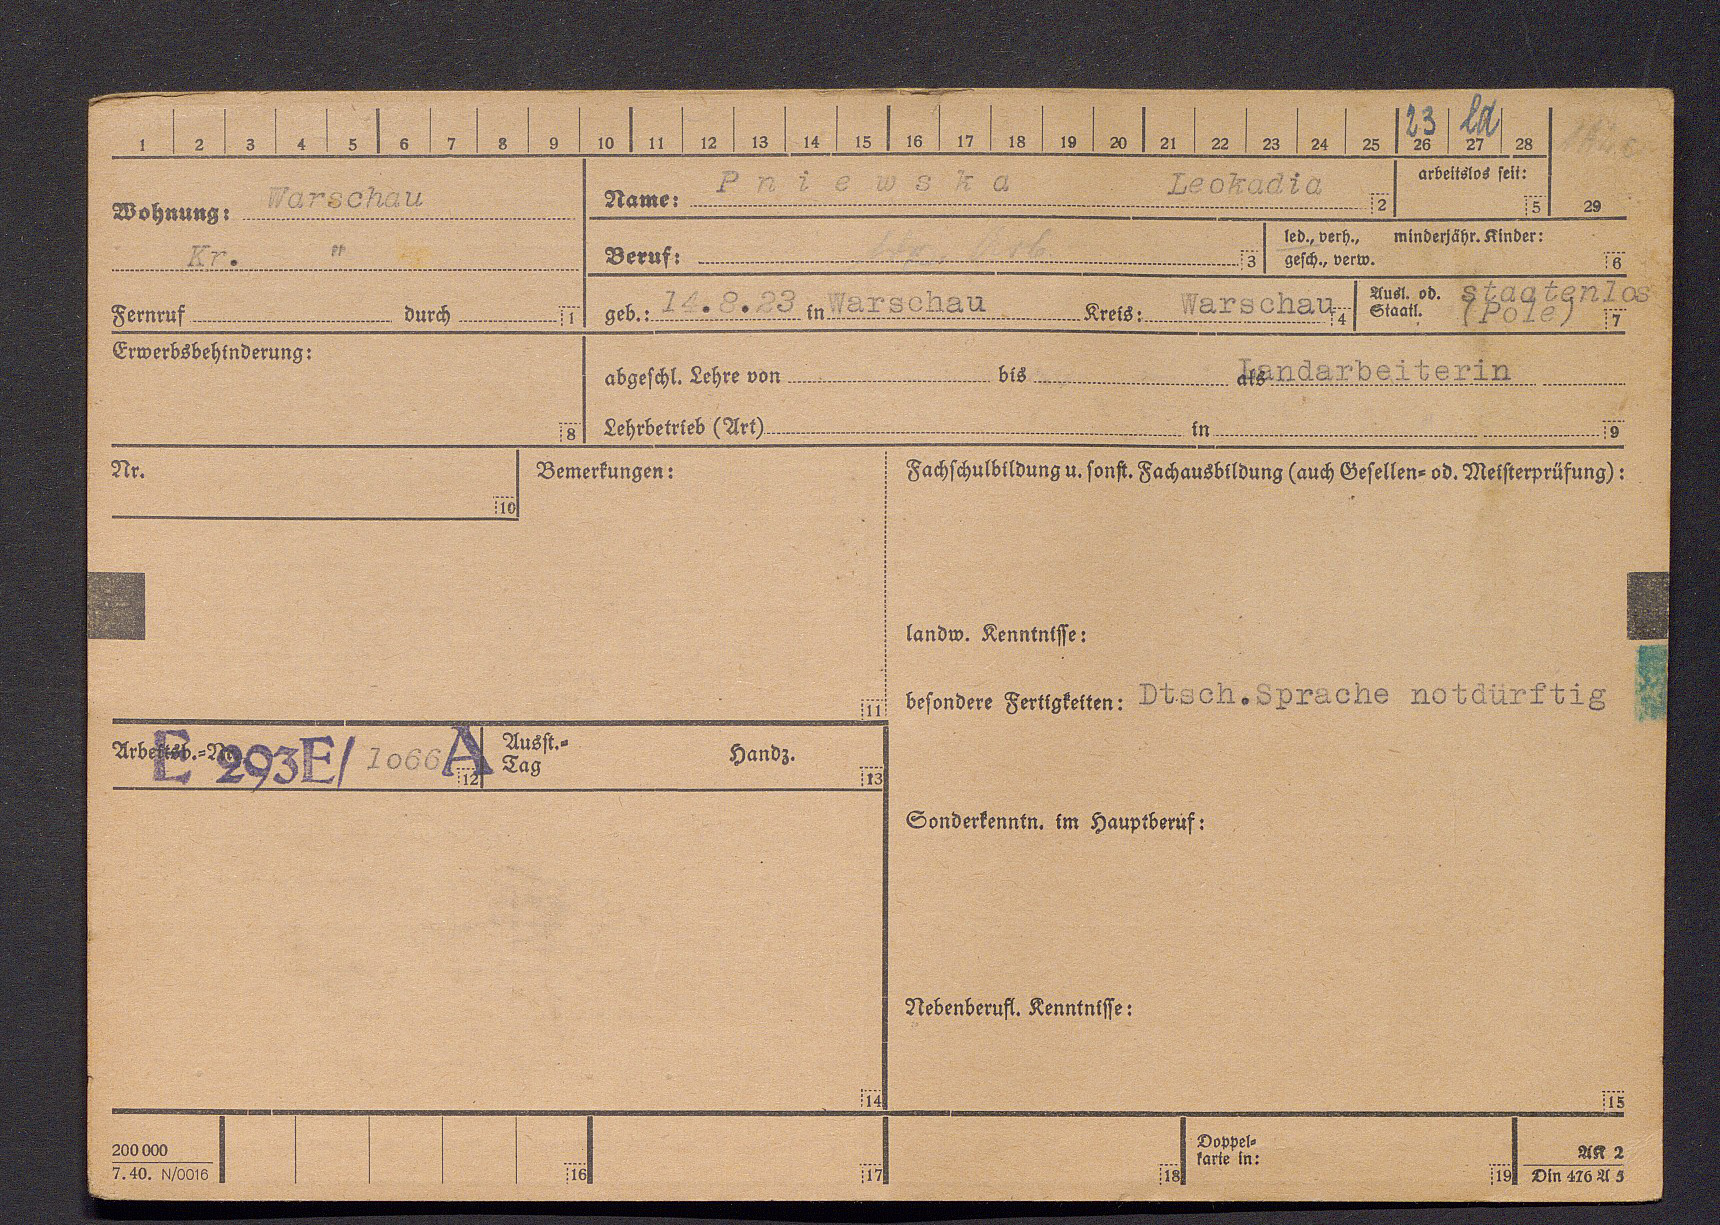 1 2 3 4 5 6 7 8 9 10 11 12 13 14 15 16 17 18 19 20 21 22 23 24 25 26 27 28 29
23 ld
Wohnung: Warschau
Kr. "
Fernruf durch 1
Name: Pniewska Leokadia 2
arbeitslos seit: 5
Beruf: 3
led., verh., minderjähr. Kinder:
gesch., verw. 6
geb.: 14.8.23 in Warschau Kreis: Warschau 4
Ausl. od. staatenlos
Staatl. (Pole) 7
Erwerbsbehinderung: 8
abgeschl. Lehre von bis als Landarbeiterin
Lehrbetrieb (Art) in 9
Nr. 10
Bemerkungen: 11
Fachschulbildung u. sonst. Fachausbildung (auch Gesellen- od. Meisterprüfung):
landw. Kenntnisse:
besondere Fertigkeiten: Dtsch.Sprache notdürftig
Arbeitsb.-Nr. E 293E/ 1o66 A 12
Ausst.-
Tag Handz. 13
Sonderkenntn. im Hauptberuf:
Nebenberufl. Kenntnisse:
14 15
200 000
7. 40. N/0016
16 17 18
Doppel-
karte in: 19
AK 2
Din 476 A 5